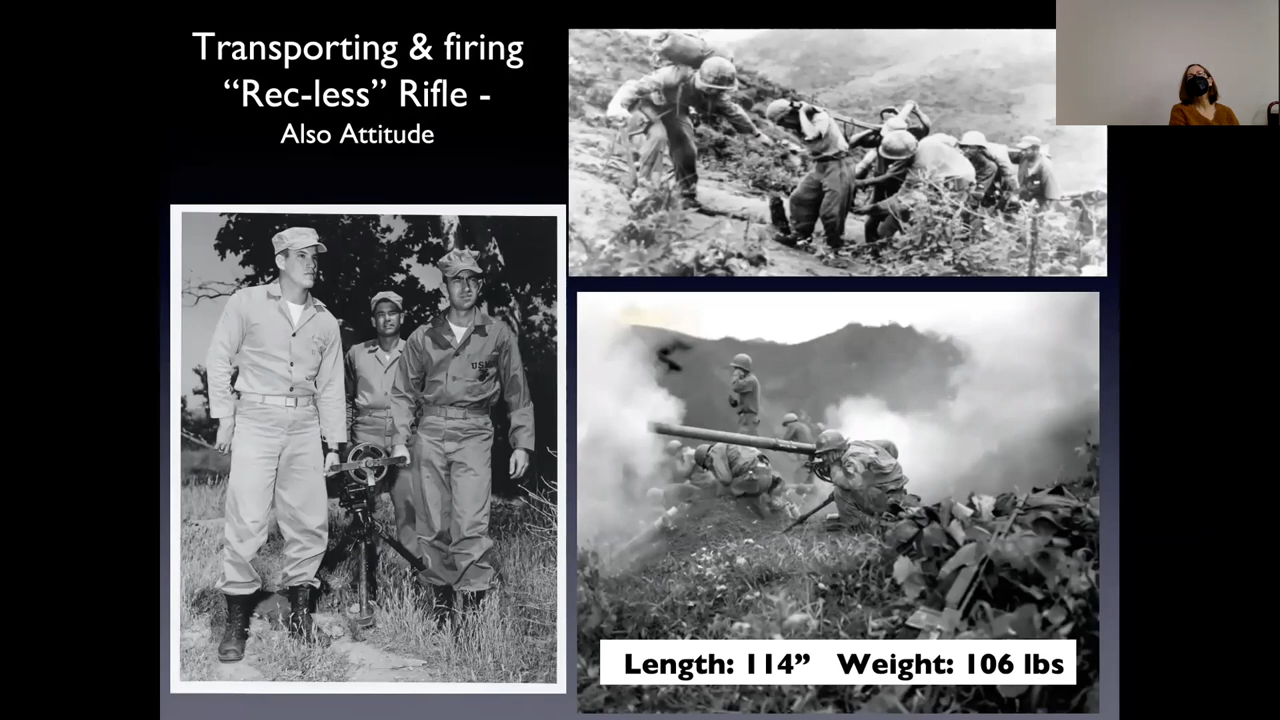 Transporting & firing
“Rec-less” Rifle -
Also Attitude
Length: 114” Weight: 106 lbs